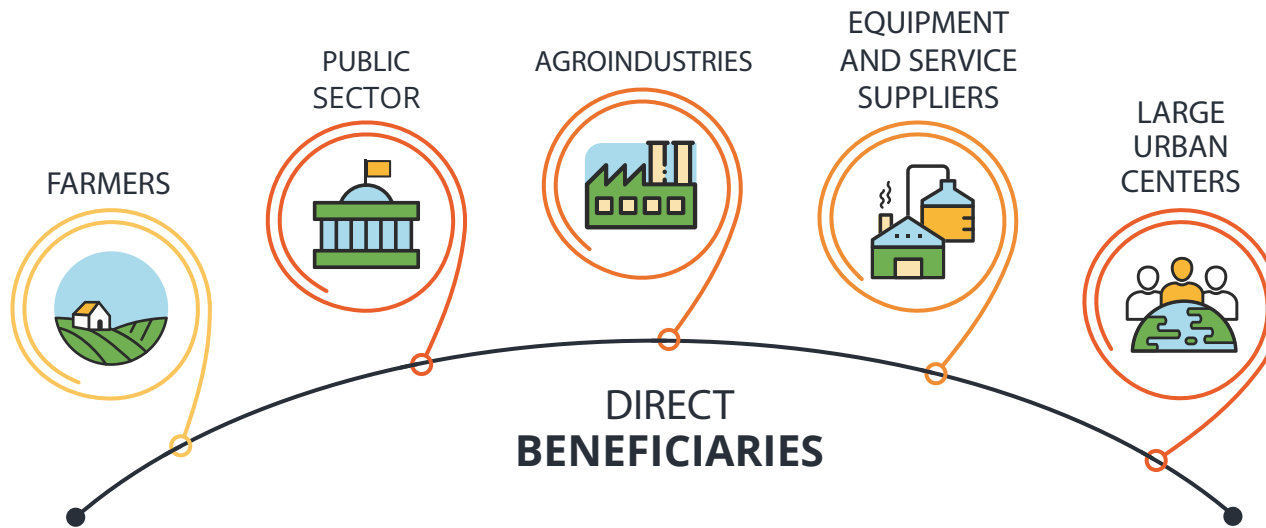 FARMERS
PUBLIC
SECTOR
AGROINDUSTRIES
EQUIPMENT
AND SERVICE
SUPPLIERS
LARGE
URBAN
CENTERS
DIRECT
BENEFICIARIES